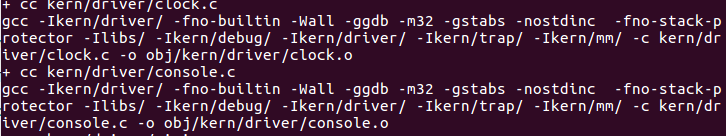 + cc kern/driver/clock.c
gcc -Ikern/driver/ -fno-builtin -Wall -ggdb -m32 -gstabs -nostdinc  -fno-stack-p
rotector -Ilibs/ -Ikern/debug/ -Ikern/driver/ -Ikern/trap/ -Ikern/mm/ -c kern/dr
iver/clock.c -o obj/kern/driver/clock.o
+ cc kern/driver/console.c
gcc -Ikern/driver/ -fno-builtin -Wall -ggdb -m32 -gstabs -nostdinc  -fno-stack-p
rotector -Ilibs/ -Ikern/debug/ -Ikern/driver/ -Ikern/trap/ -Ikern/mm/ -c kern/dr
iver/console.c -o obj/kern/driver/console.o